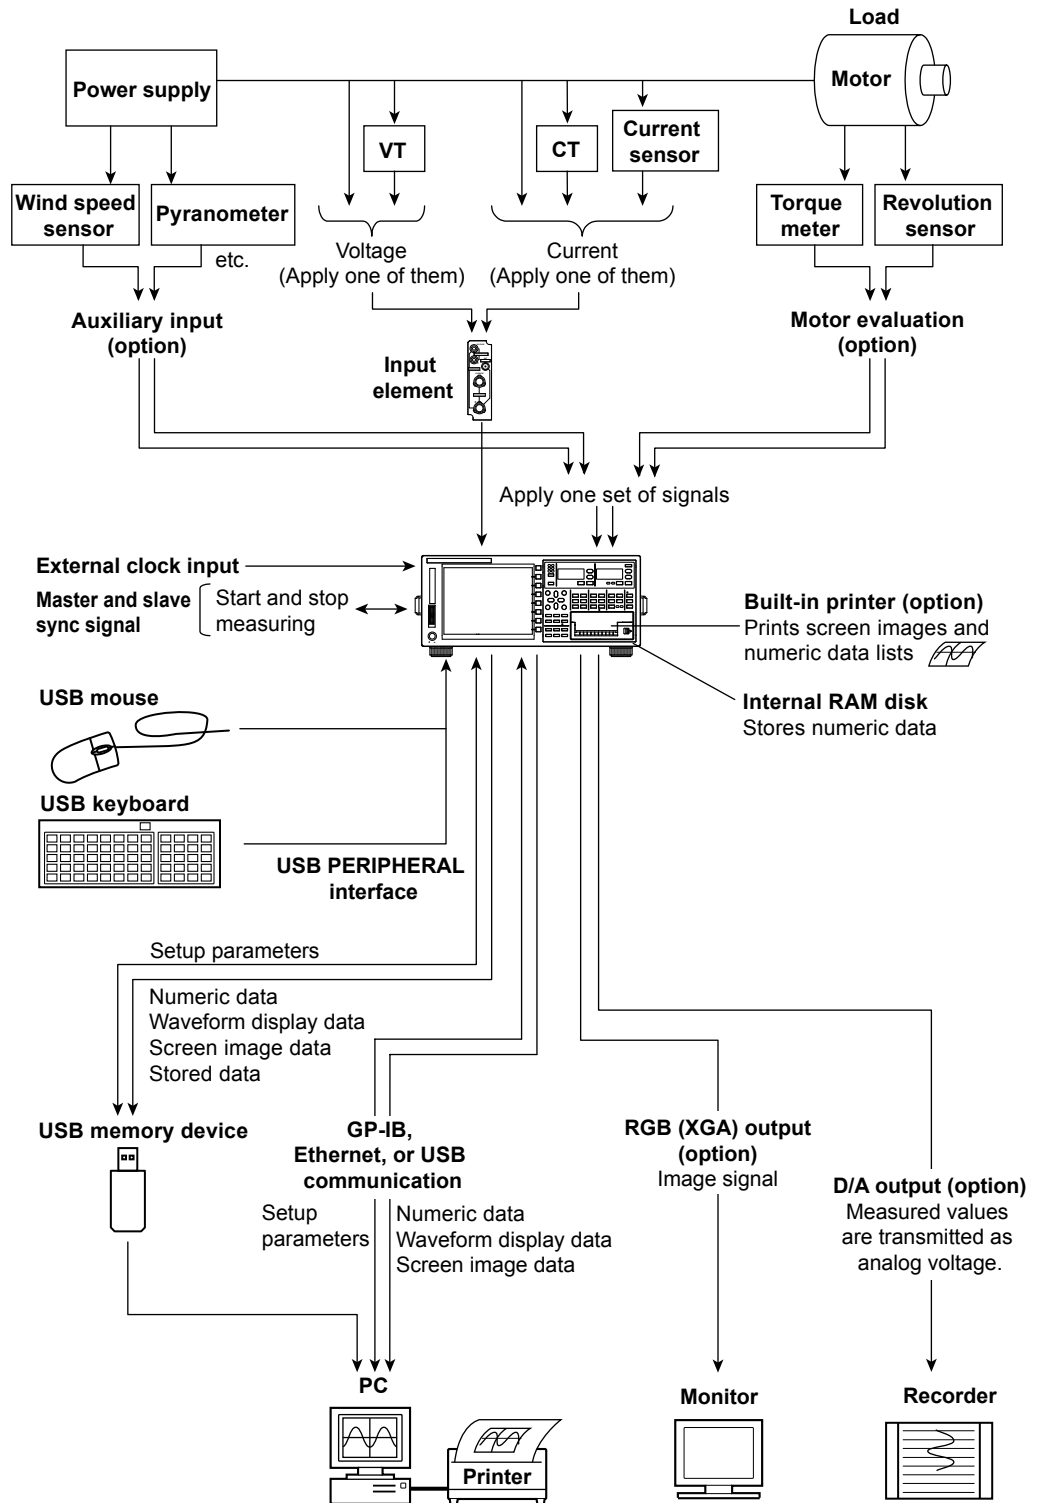 Load
Power supply
Motor
VT
CT
Current
sensor
Wind speed
sensor
Pyranometer
etc.
Torque
meter
Revolution
sensor
Voltage
(Apply one of them)
Current
(Apply one of them)
Auxiliary input
(option)
Motor evaluation
(option)
Input
element
Apply one set of signals
External clock input
Master and slave
sync signal
Start and stop
measuring
Built-in printer (option)
Prints screen images and
numeric data lists
Internal RAM disk
Stores numeric data
USB mouse
USB keyboard
USB PERIPHERAL
interface
Setup parameters
Numeric data
Waveform display data
Screen image data
Stored data
USB memory device
GP-IB,
Ethernet, or USB
communication
Setup
parameters
Numeric data
Waveform display data
Screen image data
RGB (XGA) output
(option)
Image signal
D/A output (option)
Measured values
are transmitted as
analog voltage.
PC
Printer
Monitor
Recorder